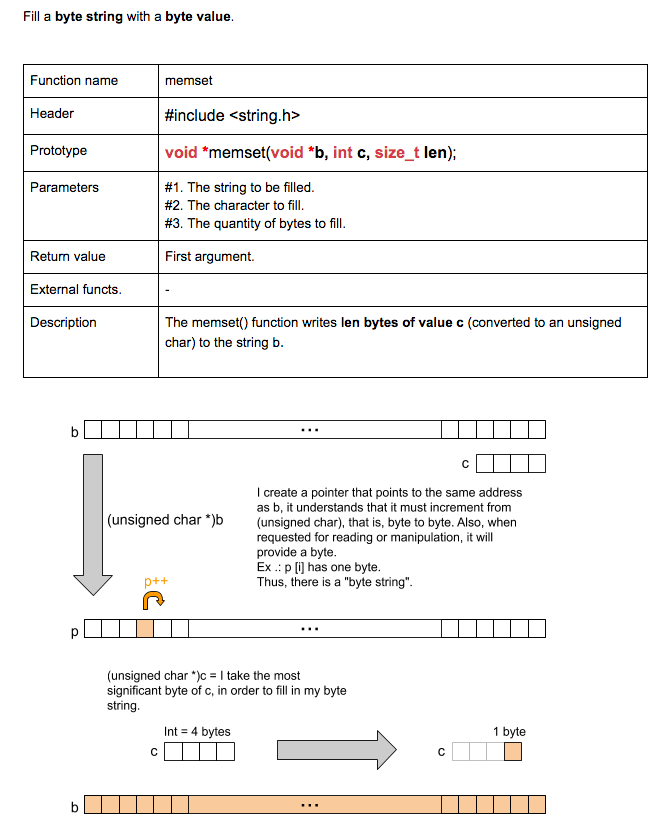 Fill a byte string with a byte value.
Function name
memset
Header
#include <string.h>
Prototype
void *memset(void *b, int c, size_t len);
Parameters
#1. The string to be filled.
#2. The character to fill.
#3. The quantity of bytes to fill.
Return value
First argument.
External functs.
-
Description
The memset() function writes len bytes of value c (converted to an unsigned
char) to the string b.
b
...
c
(unsigned char *)b
I create a pointer that points to the same address
as b, it understands that it must increment from
(unsigned char), that is, byte to byte. Also, when
requested for reading or manipulation, it will
provide a byte.
Ex .: p [i] has one byte.
Thus, there is a "byte string".
p++
p
...
(unsigned char *)c = I take the most
significant byte of c, in order to fill in my byte
string.
Int = 4 bytes
c
1 byte
c
b
...